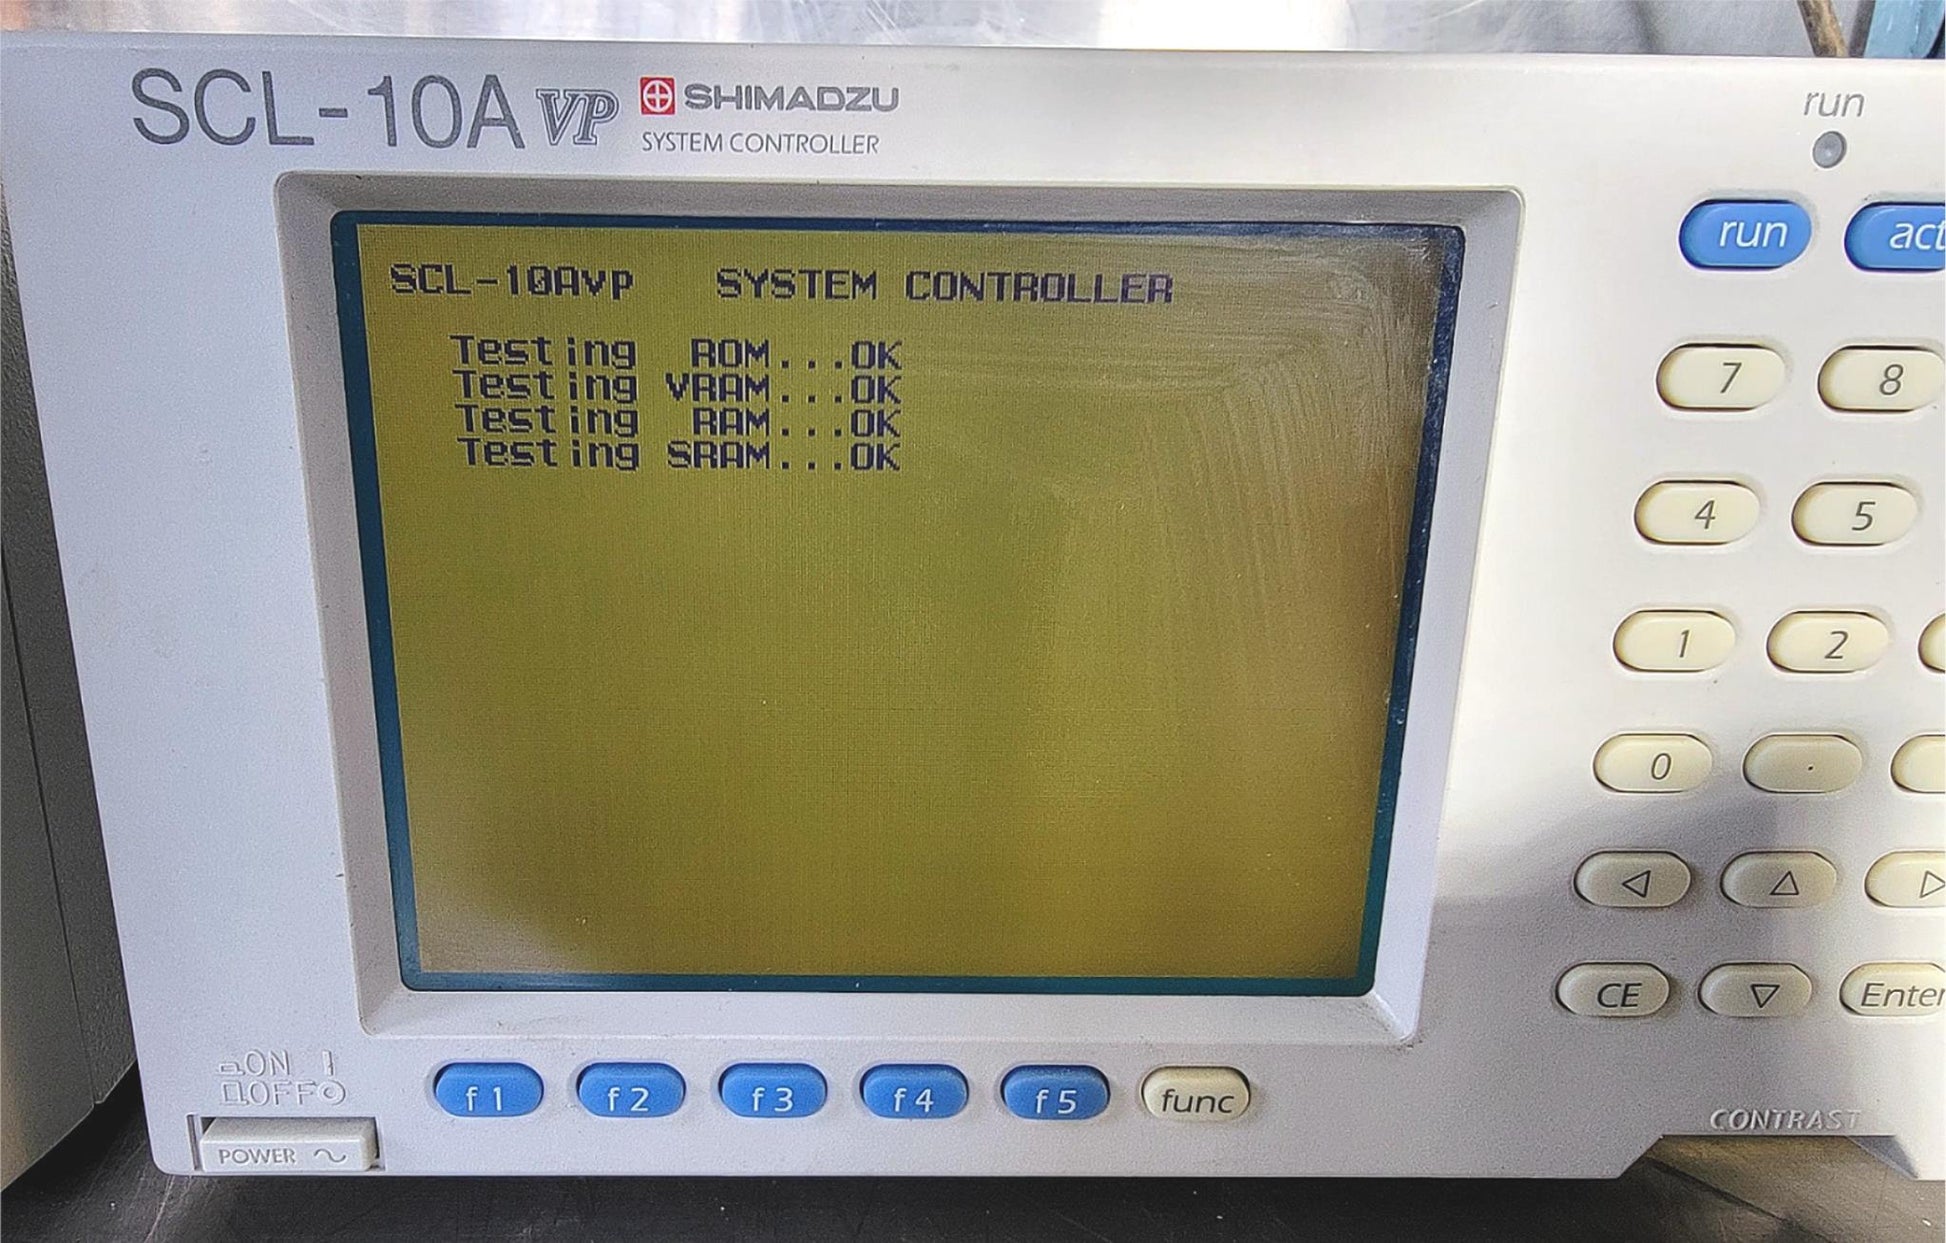 SCL-10A VP SHIMADZU
SYSTEM CONTROLLER
run
run act
SCL-10Avp SYSTEM CONTROLLER
Testing ROM...OK
Testing VRAM...OK
Testing RAM...OK
Testing SRAM...OK
7 8
4 5
1 2
0 .
CE Enter
ON I
OFF
POWER
f1 f2 f3 f4 f5 func
CONTRAST